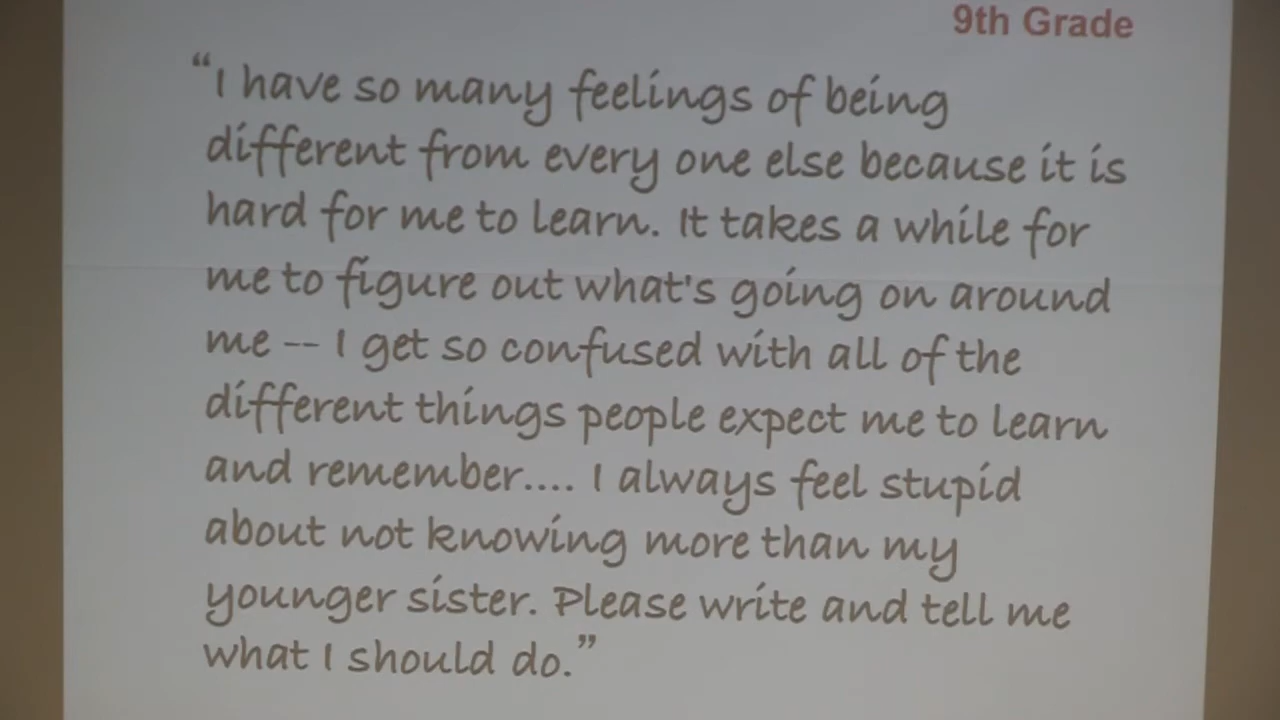 9th Grade
“I have so many feelings of being
different from every one else because it is
hard for me to learn. It takes a while for
me to figure out what's going on around
me -- I get so confused with all of the
different things people expect me to learn
and remember.... I always feel stupid
about not knowing more than my
younger sister. Please write and tell me
what I should do.”